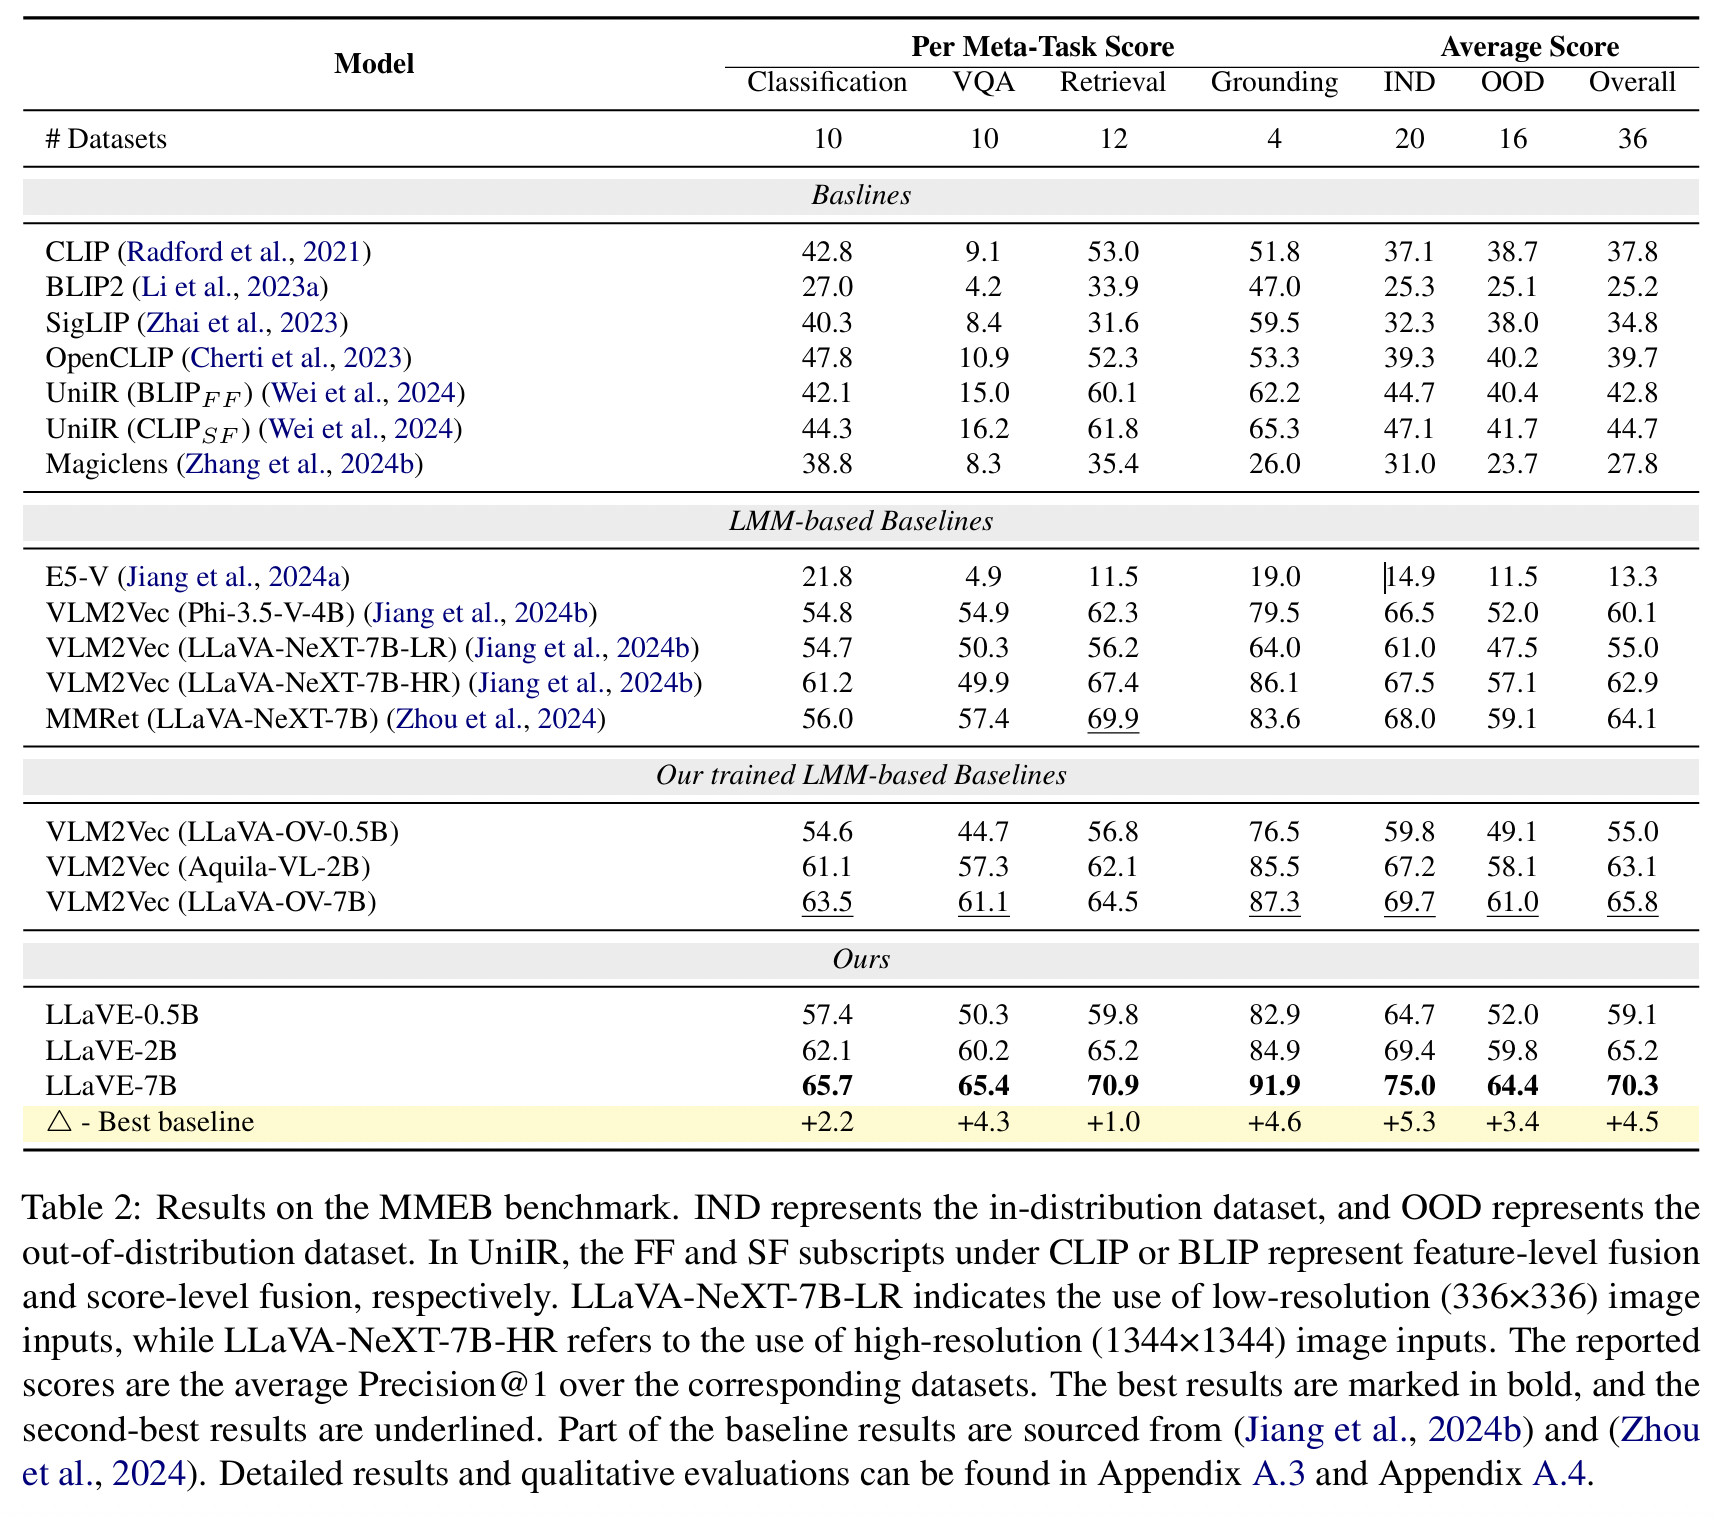 Model Per Meta-Task Score Average Score
Classification VQA Retrieval Grounding IND OOD Overall
# Datasets 10 10 12 4 20 16 36
Baslines
CLIP (Radford et al., 2021) 42.8 9.1 53.0 51.8 37.1 38.7 37.8
BLIP2 (Li et al., 2023a) 27.0 4.2 33.9 47.0 25.3 25.1 25.2
SigLIP (Zhai et al., 2023) 40.3 8.4 31.6 59.5 32.3 38.0 34.8
OpenCLIP (Cherti et al., 2023) 47.8 10.9 52.3 53.3 39.3 40.2 39.7
UniIR (BLIP_FF) (Wei et al., 2024) 42.1 15.0 60.1 62.2 44.7 40.4 42.8
UniIR (CLIP_SF) (Wei et al., 2024) 44.3 16.2 61.8 65.3 47.1 41.7 44.7
Magiclens (Zhang et al., 2024b) 38.8 8.3 35.4 26.0 31.0 23.7 27.8
LMM-based Baselines
E5-V (Jiang et al., 2024a) 21.8 4.9 11.5 19.0 14.9 11.5 13.3
VLM2Vec (Phi-3.5-V-4B) (Jiang et al., 2024b) 54.8 54.9 62.3 79.5 66.5 52.0 60.1
VLM2Vec (LLaVA-NeXT-7B-LR) (Jiang et al., 2024b) 54.7 50.3 56.2 64.0 61.0 47.5 55.0
VLM2Vec (LLaVA-NeXT-7B-HR) (Jiang et al., 2024b) 61.2 49.9 67.4 86.1 67.5 57.1 62.9
MMRet (LLaVA-NeXT-7B) (Zhou et al., 2024) 56.0 57.4 69.9 83.6 68.0 59.1 64.1
Our trained LMM-based Baselines
VLM2Vec (LLaVA-OV-0.5B) 54.6 44.7 56.8 76.5 59.8 49.1 55.0
VLM2Vec (Aquila-VL-2B) 61.1 57.3 62.1 85.5 67.2 58.1 63.1
VLM2Vec (LLaVA-OV-7B) 63.5 61.1 64.5 87.3 69.7 61.0 65.8
Ours
LLaVE-0.5B 57.4 50.3 59.8 82.9 64.7 52.0 59.1
LLaVE-2B 62.1 60.2 65.2 84.9 69.4 59.8 65.2
LLaVE-7B 65.7 65.4 70.9 91.9 75.0 64.4 70.3
△ - Best baseline +2.2 +4.3 +1.0 +4.6 +5.3 +3.4 +4.5
Table 2: Results on the MMEB benchmark. IND represents the in-distribution dataset, and OOD represents the
out-of-distribution dataset. In UniIR, the FF and SF subscripts under CLIP or BLIP represent feature-level fusion
and score-level fusion, respectively. LLaVA-NeXT-7B-LR indicates the use of low-resolution (336×336) image
inputs, while LLaVA-NeXT-7B-HR refers to the use of high-resolution (1344×1344) image inputs. The reported
scores are the average Precision@1 over the corresponding datasets. The best results are marked in bold, and the
second-best results are underlined. Part of the baseline results are sourced from (Jiang et al., 2024b) and (Zhou
et al., 2024). Detailed results and qualitative evaluations can be found in Appendix A.3 and Appendix A.4.